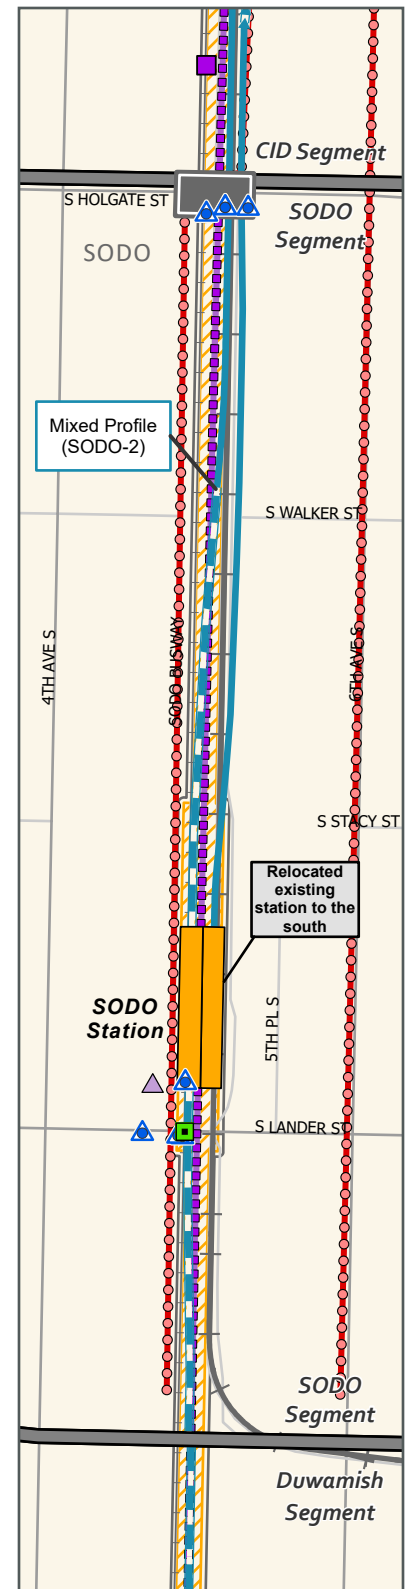 CID Segment
S HOLGATE ST
SODO
Segment
SODO
Mixed Profile
(SODO-2)
S WALKER ST
4TH AVE S
SODO BUSWAY
6TH AVE S
S STACY ST
Relocated
existing
station to the
south
SODO
Station
5TH PL S
S LANDER ST
SODO
Segment
Duwamish
Segment